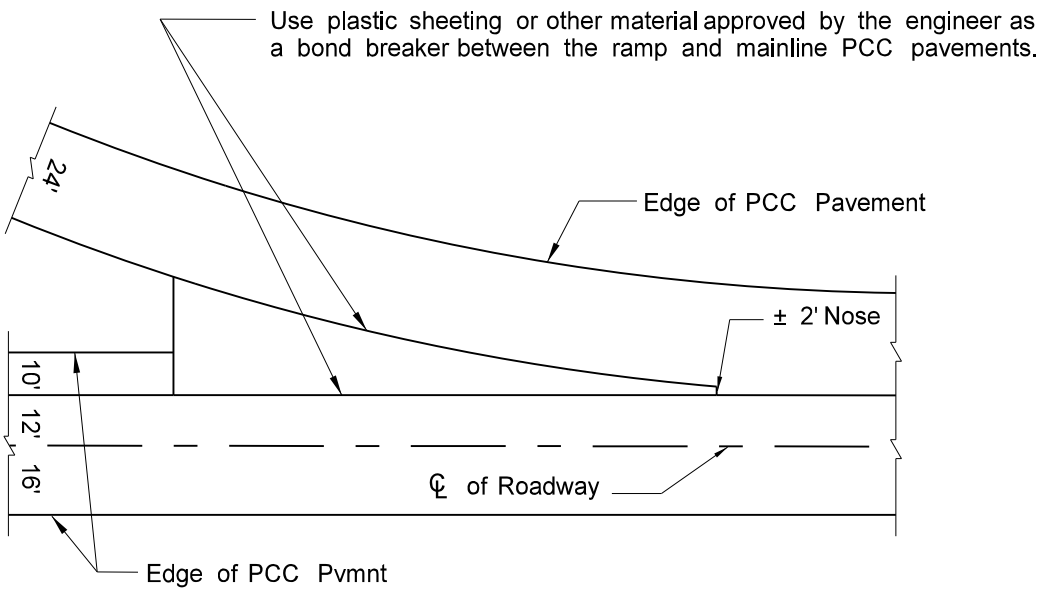 Use plastic sheeting or other material approved by the engineer as
a bond breaker between the ramp and mainline PCC pavements.
24'
Edge of PCC Pavement
± 2' Nose
10'
12'
16'
℄ of Roadway
Edge of PCC Pvmnt